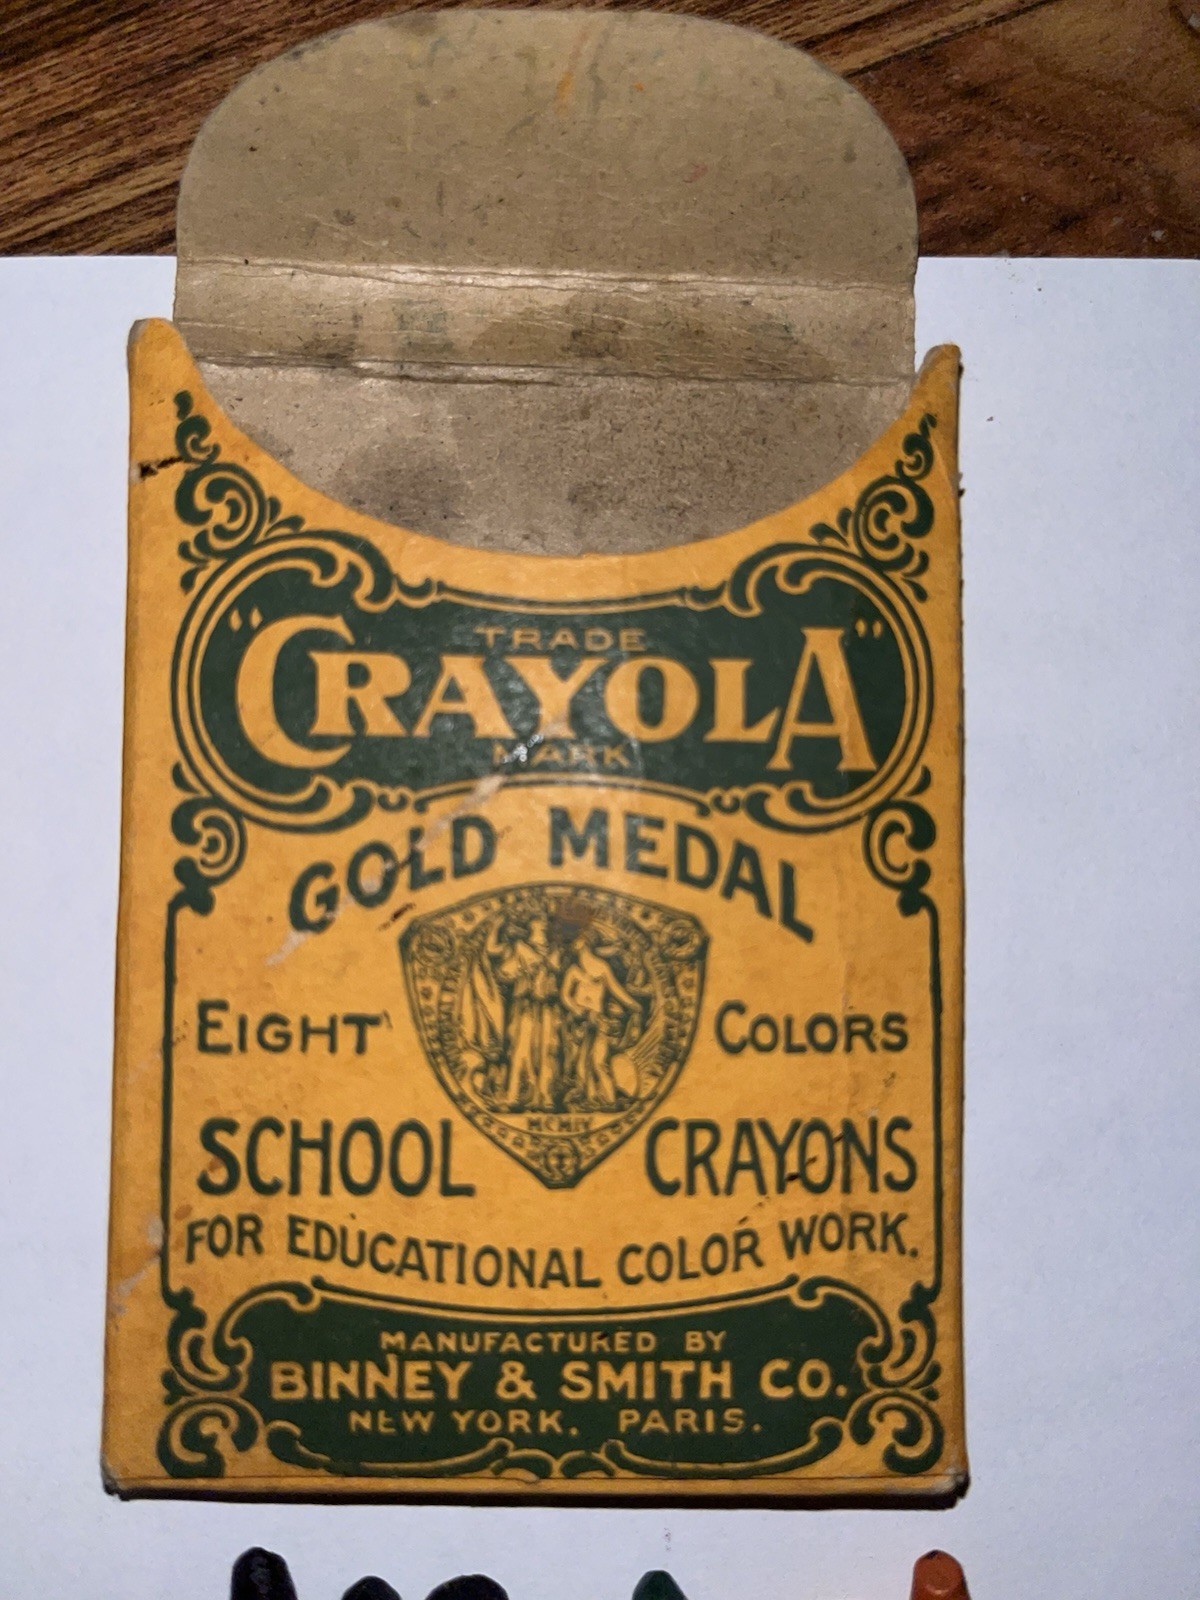 TRADE
"CRAYOLA"
MARK
GOLD MEDAL
EIGHT COLORS
MCMIV
SCHOOL CRAYONS
FOR EDUCATIONAL COLOR WORK.
MANUFACTURED BY
BINNEY & SMITH CO.
NEW YORK. PARIS.